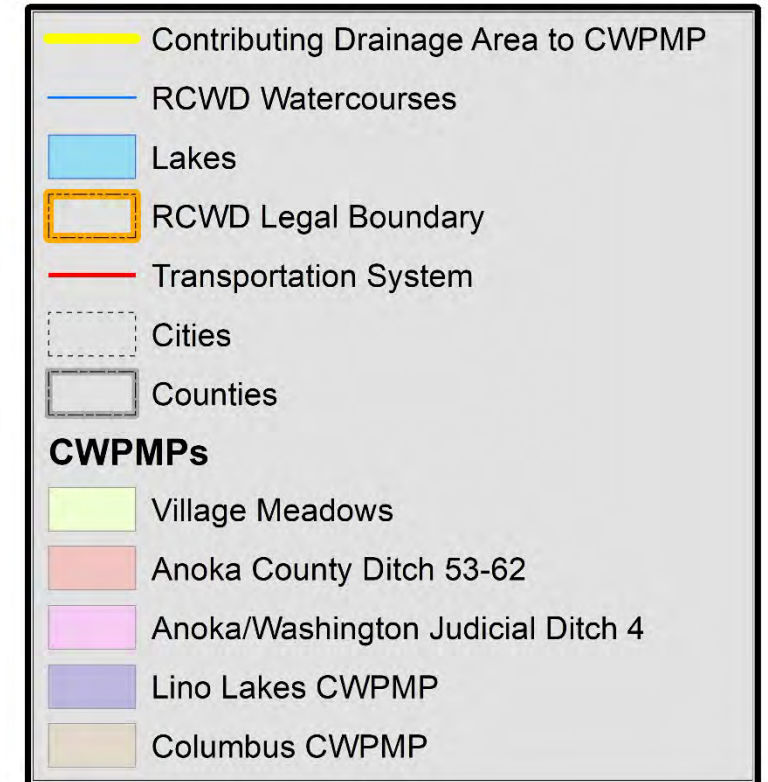 Contributing Drainage Area to CWPMP
RCWD Watercourses
Lakes
RCWD Legal Boundary
Transportation System
Cities
Counties
CWPMPs
Village Meadows
Anoka County Ditch 53-62
Anoka/Washington Judicial Ditch 4
Lino Lakes CWPMP
Columbus CWPMP